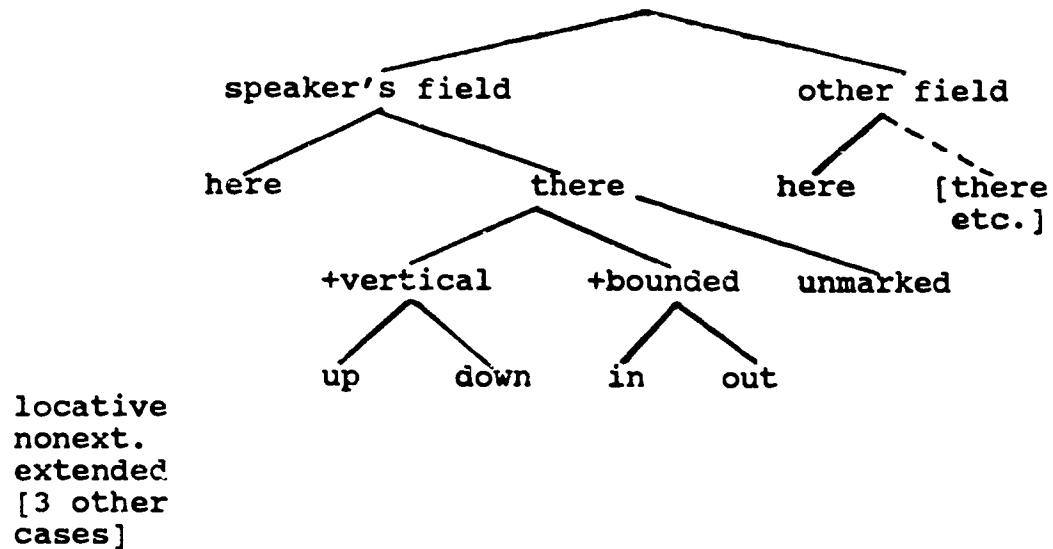 speaker's field other field
here there here [there
etc.]
+vertical +bounded unmarked
up down in out
locative
nonext.
extended
[3 other
cases]